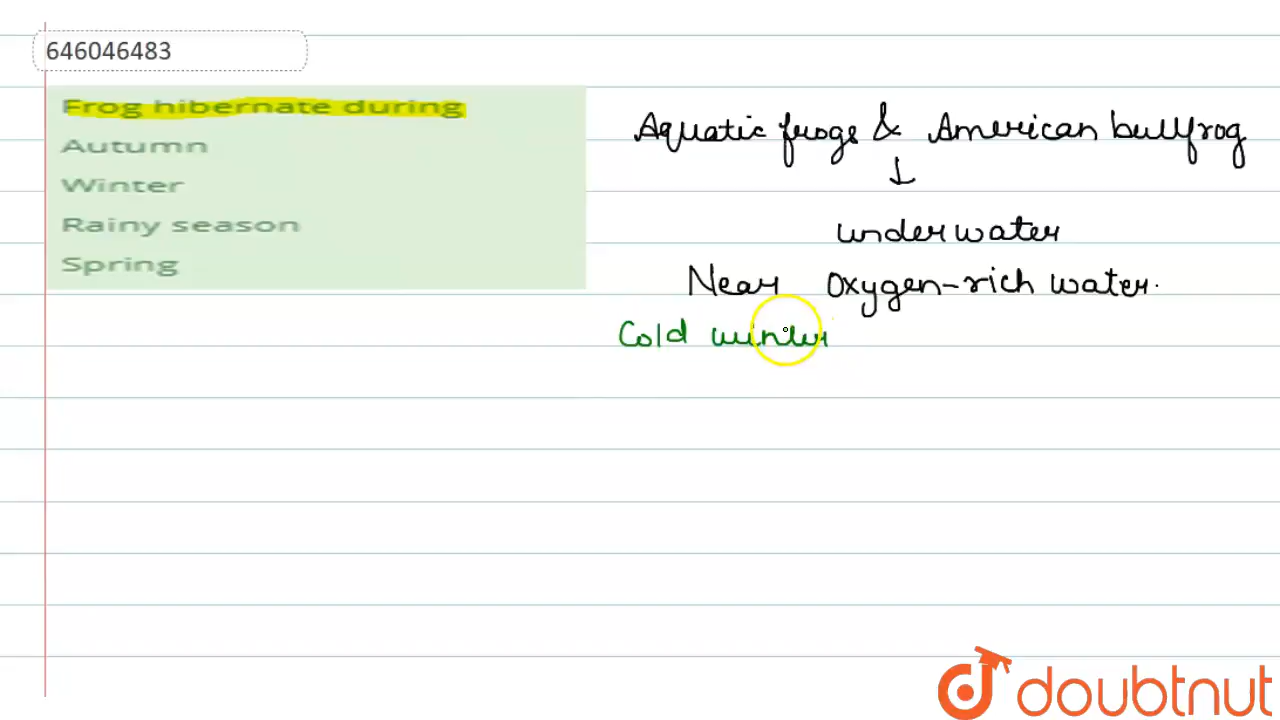 646046483
Frog hibernate during
Autumn
Winter
Rainy season
Spring
Aquatic frogs & American bullfrog
↓
underwater
Near Oxygen-rich water.
Cold winter
doubtnut